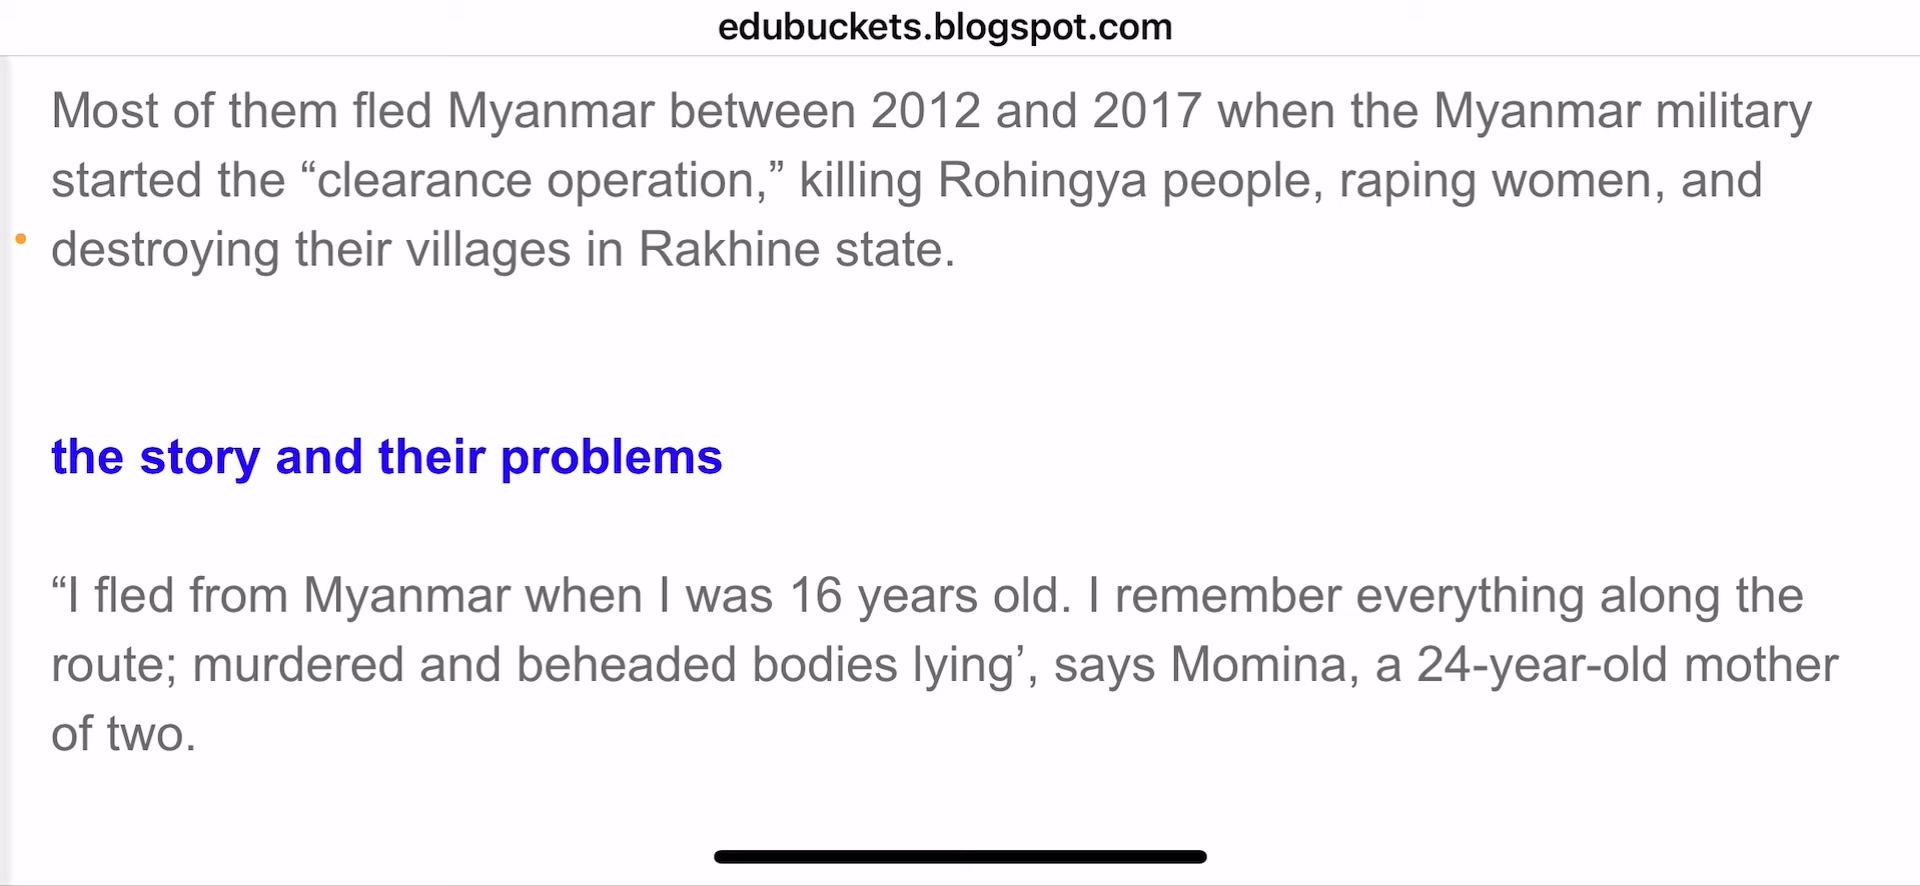 edubuckets.blogspot.com
Most of them fled Myanmar between 2012 and 2017 when the Myanmar military
started the “clearance operation,” killing Rohingya people, raping women, and
destroying their villages in Rakhine state.
the story and their problems
“I fled from Myanmar when I was 16 years old. I remember everything along the
route; murdered and beheaded bodies lying’, says Momina, a 24-year-old mother
of two.